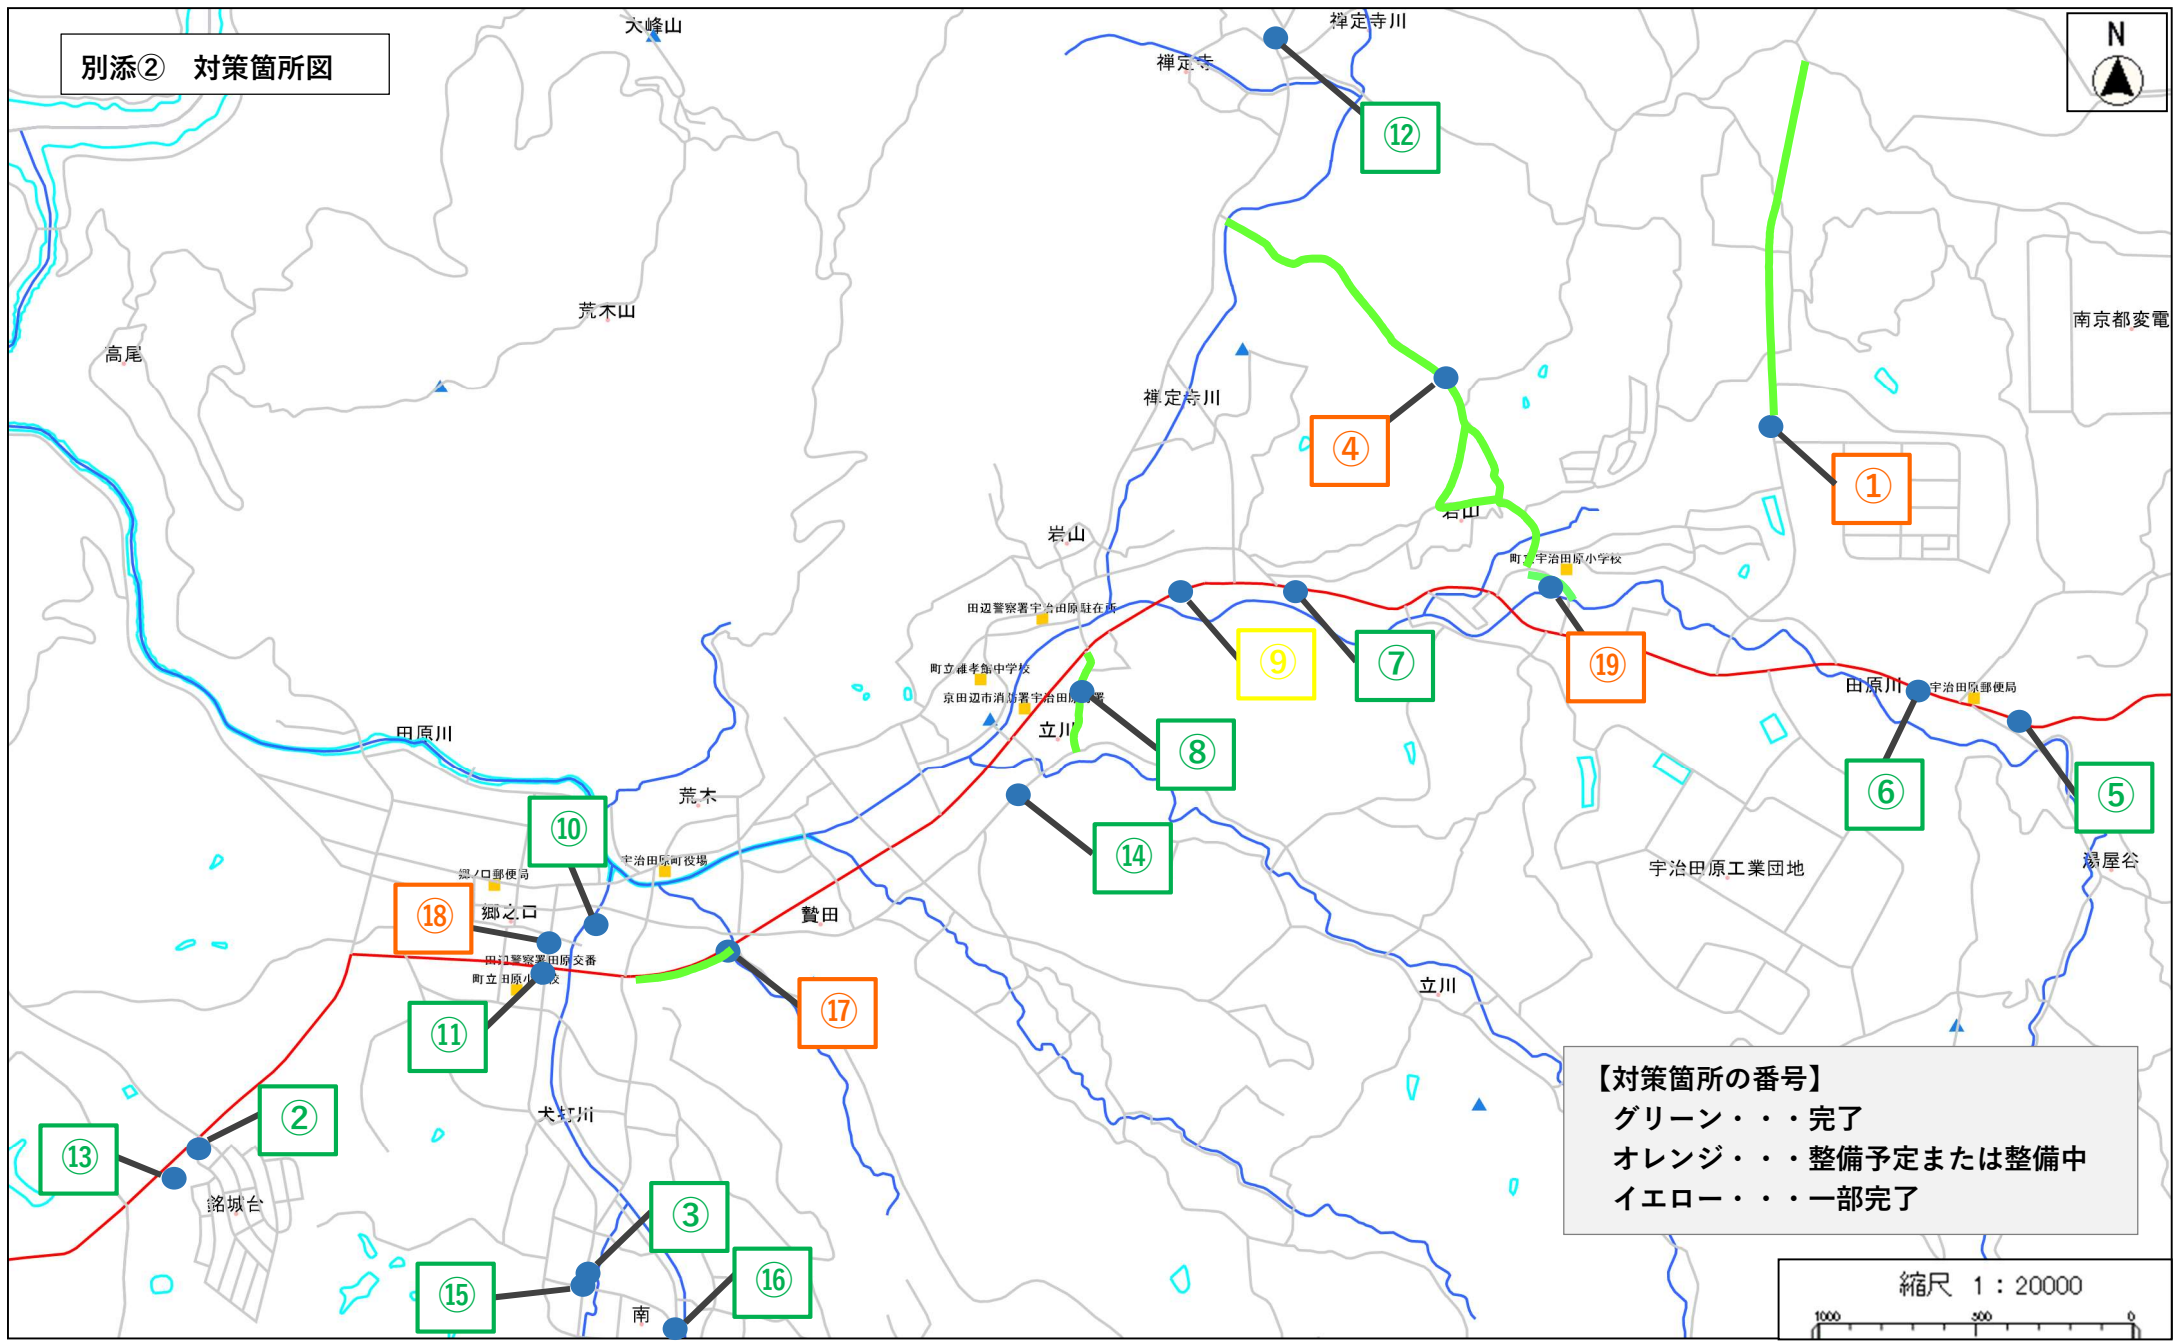 別添② 対策箇所図
大峰山
禅定寺川
禅定寺
N
⑫
荒木山
高尾
南京都変電
禅定寺川
④
①
岩山
岩山
町立宇治田原小学校
田辺警察署宇治田原駐在所
⑨
⑦
⑲
町立維孝館中学校
京田辺市消防署宇治田原分署
田原川
宇治田原郵便局
立川
田原川
⑧
⑥
⑤
荒木
⑩
⑭
宇治田原町役場
湯屋谷
宇治田原工業団地
郷ノ口郵便局
⑱
郷之口
贄田
田辺警察署田原交番
町立田原小学校
立川
⑰
⑪
【対策箇所の番号】
グリーン・・・完了
オレンジ・・・整備予定または整備中
イエロー・・・一部完了
犬打川
②
⑬
銘城台
③
⑯
⑮
南
縮尺 1：20000
1000 500 0